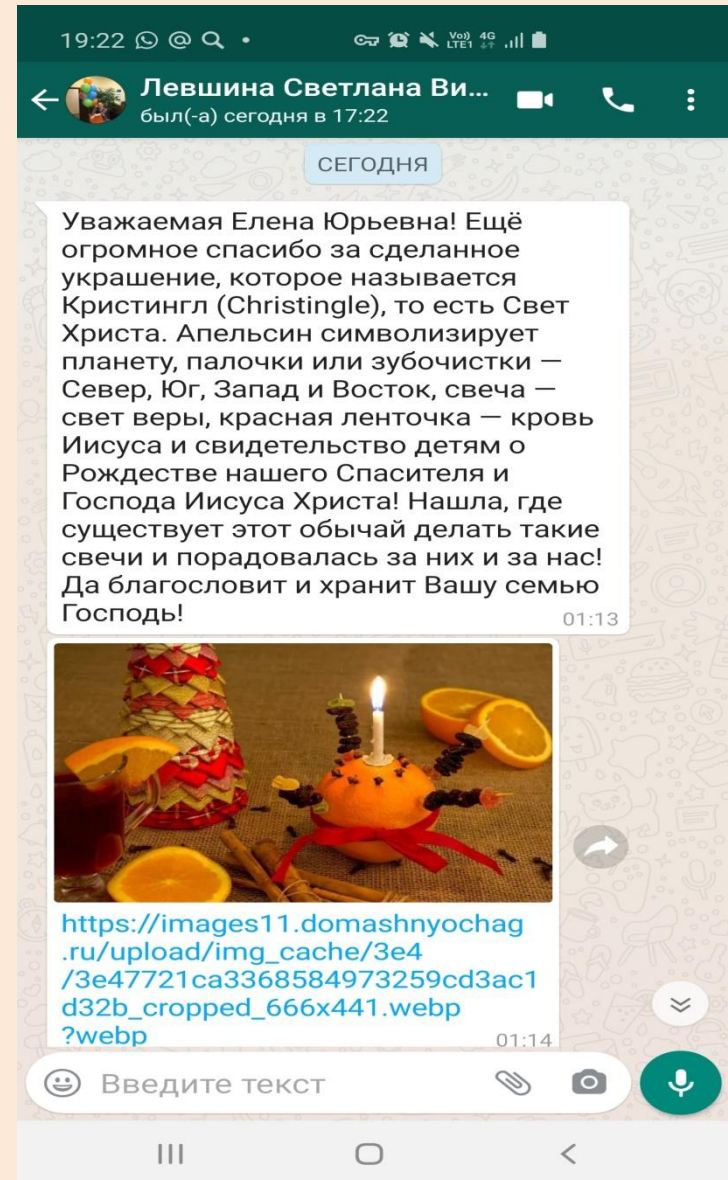 19:22
Vo)) 4G
LTE1
Левшина Светлана Ви...
был(-а) сегодня в 17:22
СЕГОДНЯ
Уважаемая Елена Юрьевна! Ещё
огромное спасибо за сделанное
украшение, которое называется
Кристингл (Christingle), то есть Свет
Христа. Апельсин символизирует
планету, палочки или зубочистки —
Север, Юг, Запад и Восток, свеча —
свет веры, красная ленточка — кровь
Иисуса и свидетельство детям о
Рождестве нашего Спасителя и
Господа Иисуса Христа! Нашла, где
существует этот обычай делать такие
свечи и порадовалась за них и за нас!
Да благословит и хранит Вашу семью
Господь!
01:13
https://images11.domashnyochag
.ru/upload/img_cache/3e4
/3e47721ca3368584973259cd3ac1
d32b_cropped_666x441.webp
?webp
01:14
Введите текст